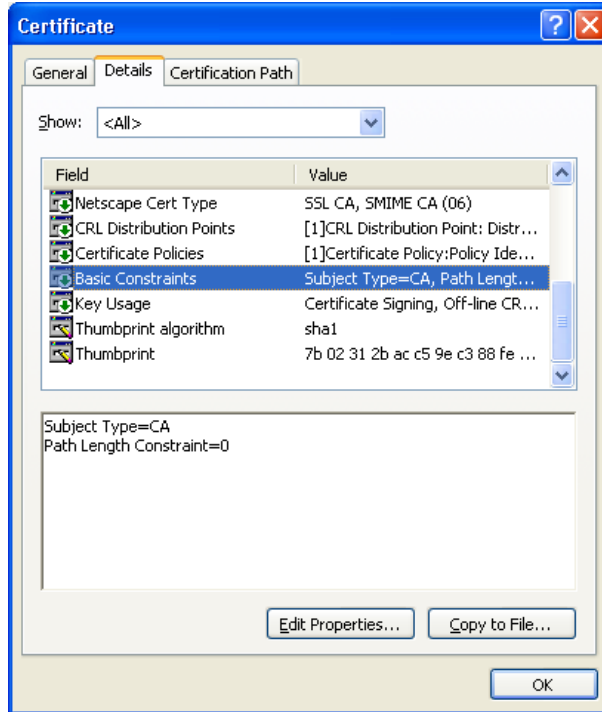 Certificate
General Details Certification Path
Show: <All>
Field Value
Netscape Cert Type SSL CA, SMIME CA (06)
CRL Distribution Points [1]CRL Distribution Point: Distr...
Certificate Policies [1]Certificate Policy:Policy Ide...
Basic Constraints Subject Type=CA, Path Lengt...
Key Usage Certificate Signing, Off-line CR...
Thumbprint algorithm sha1
Thumbprint 7b 02 31 2b ac c5 9e c3 88 fe ...
Subject Type=CA
Path Length Constraint=0
Edit Properties... Copy to File...
OK